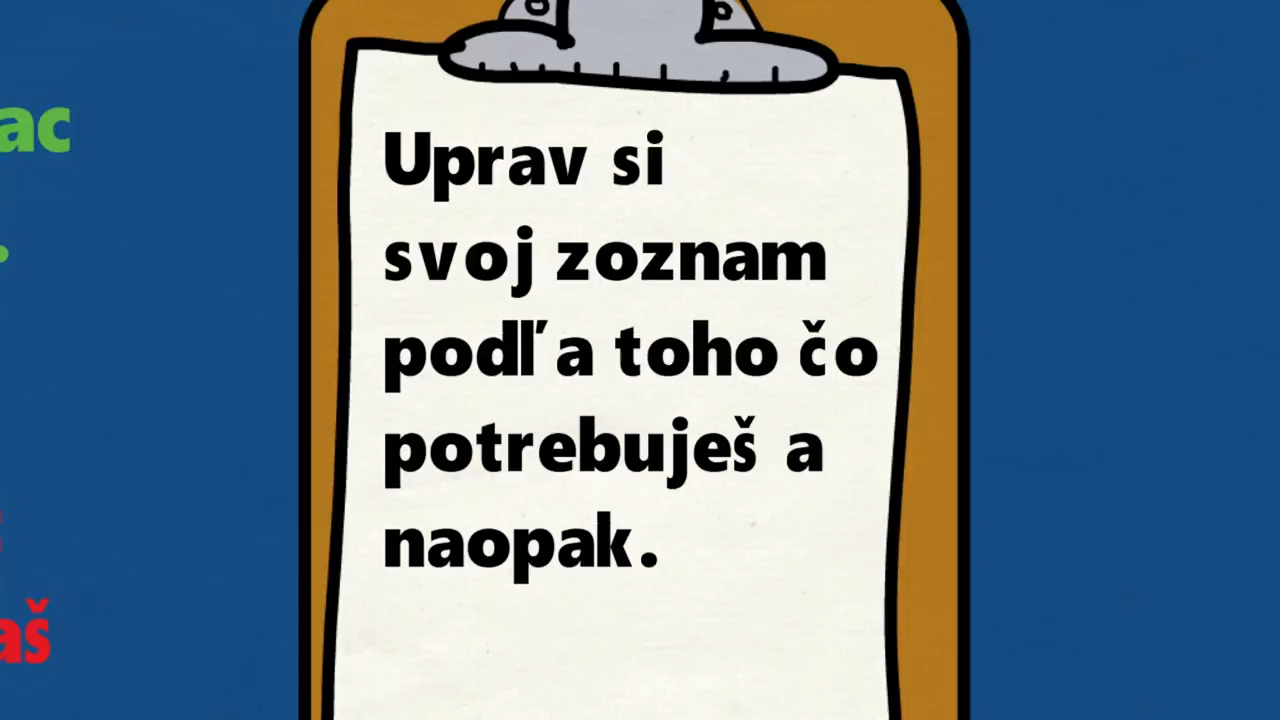 Uprav si
svoj zoznam
podľa toho čo
potrebuješ a
naopak.